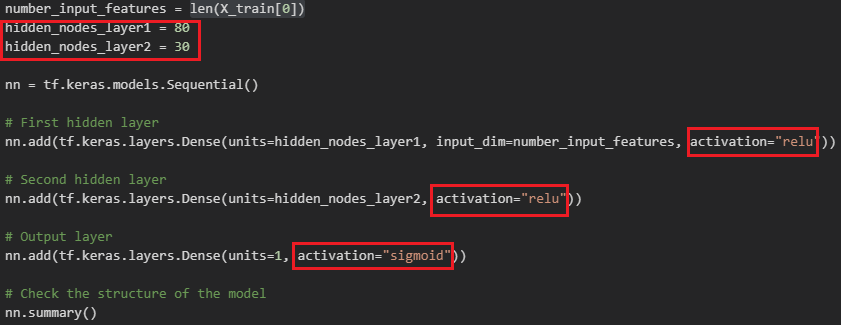 number_input_features = len(X_train[0])
hidden_nodes_layer1 = 80
hidden_nodes_layer2 = 30
nn = tf.keras.models.Sequential()
# First hidden layer
nn.add(tf.keras.layers.Dense(units=hidden_nodes_layer1, input_dim=number_input_features, activation="relu"))
# Second hidden layer
nn.add(tf.keras.layers.Dense(units=hidden_nodes_layer2, activation="relu"))
# Output layer
nn.add(tf.keras.layers.Dense(units=1, activation="sigmoid"))
# Check the structure of the model
nn.summary()